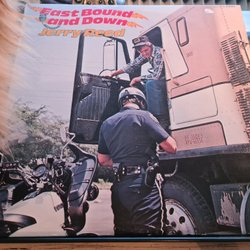 East Bound
and Down
Jerry Reed